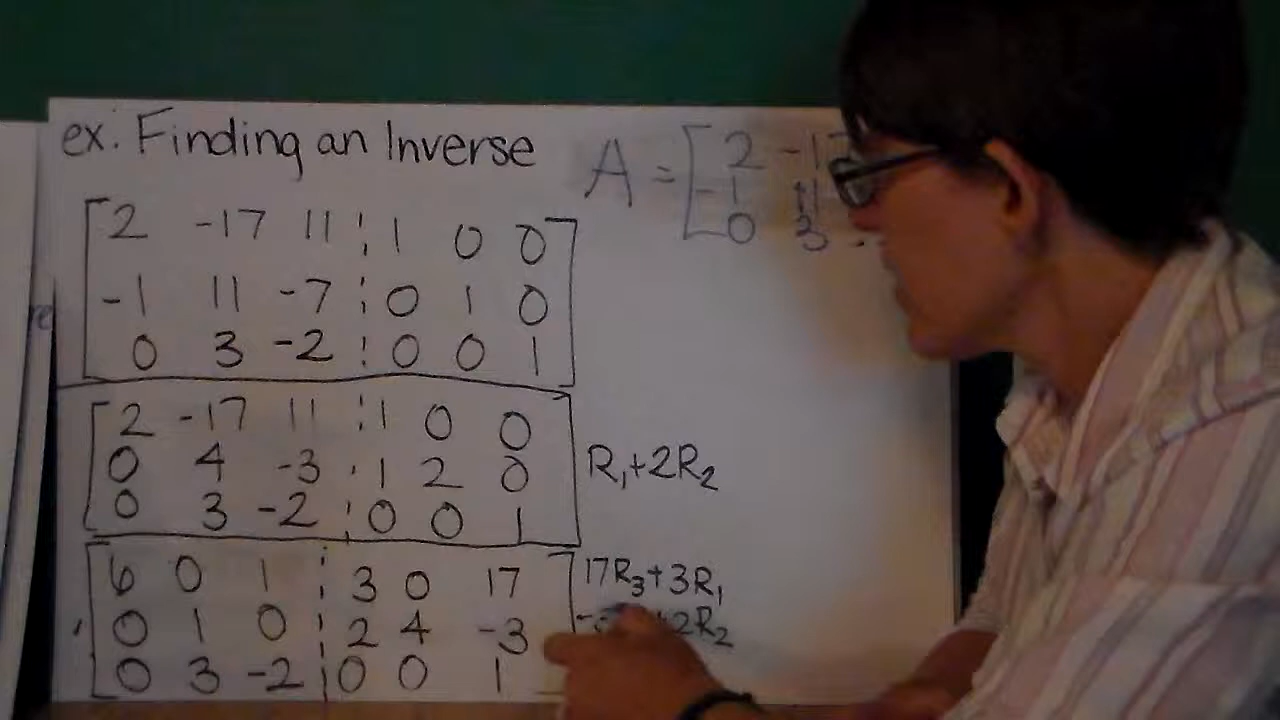 ex. Finding an Inverse
A = [2 -17
-1 11
0 3
[2 -17 11 ¦ 1 0 0]
-1 11 -7 ¦ 0 1 0
0 3 -2 ¦ 0 0 1
[2 -17 11 ¦ 1 0 0]
0 4 -3 ¦ 1 2 0 R₁+2R₂
0 3 -2 ¦ 0 0 1
[6 0 1 ¦ 3 0 17] 17R₃+3R₁
0 1 0 ¦ 2 4 -3 +2R₂
0 3 -2 ¦ 0 0 1